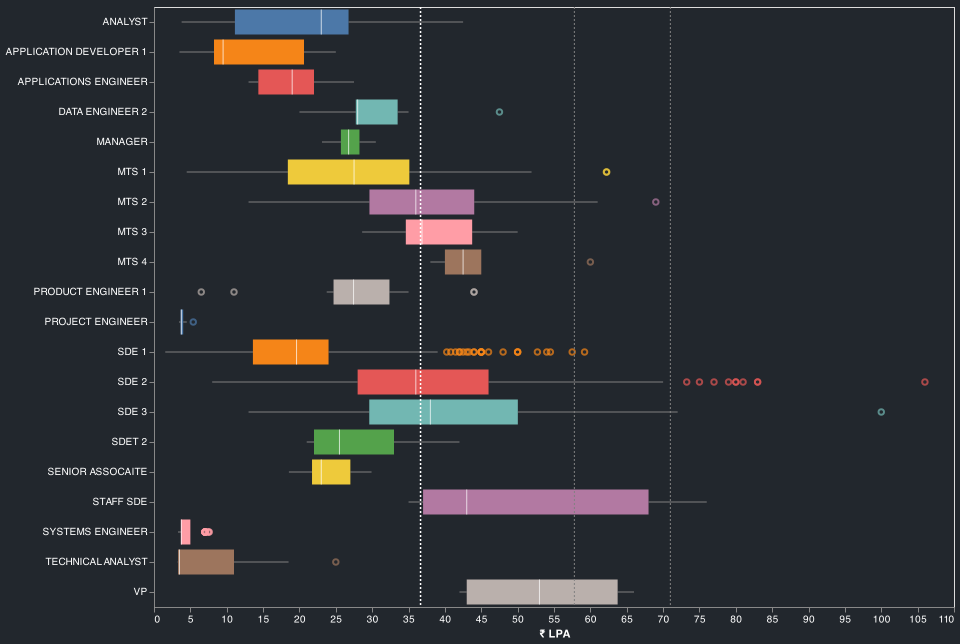 ANALYST
APPLICATION DEVELOPER 1
APPLICATIONS ENGINEER
DATA ENGINEER 2
MANAGER
MTS 1
MTS 2
MTS 3
MTS 4
PRODUCT ENGINEER 1
PROJECT ENGINEER
SDE 1
SDE 2
SDE 3
SDET 2
SENIOR ASSOCAITE
STAFF SDE
SYSTEMS ENGINEER
TECHNICAL ANALYST
VP
0 5 10 15 20 25 30 35 40 45 50 55 60 65 70 75 80 85 90 95 100 105 110
₹ LPA